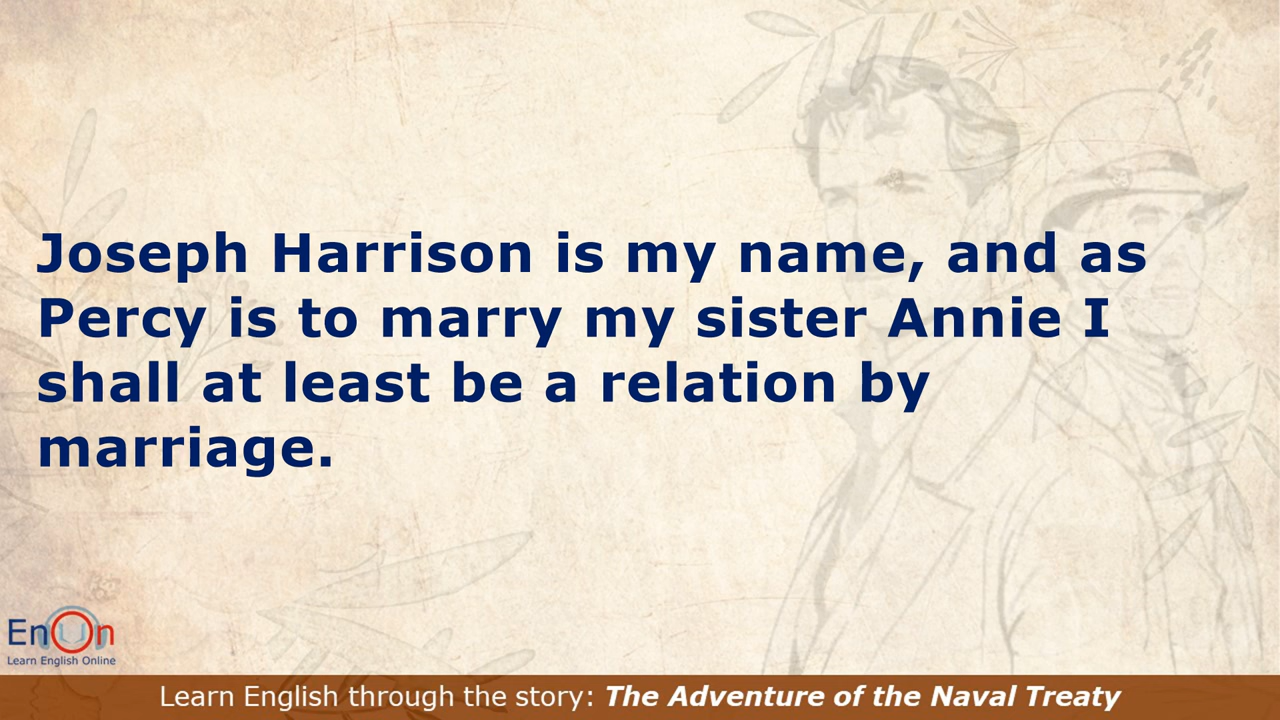 Joseph Harrison is my name, and as
Percy is to marry my sister Annie I
shall at least be a relation by
marriage.
EnOn
Learn English Online
Learn English through the story: The Adventure of the Naval Treaty